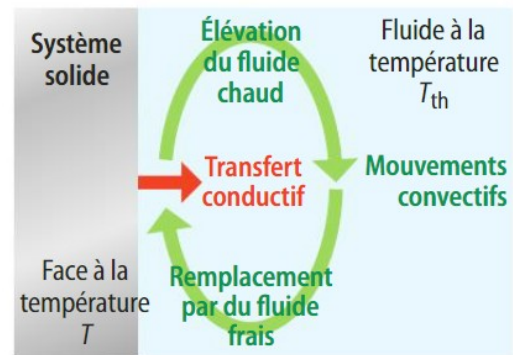 Système
solide
Élévation
du fluide
chaud
Fluide à la
température
Tth
Transfert
conductif
Mouvements
convectifs
Face à la
température
T
Remplacement
par du fluide
frais